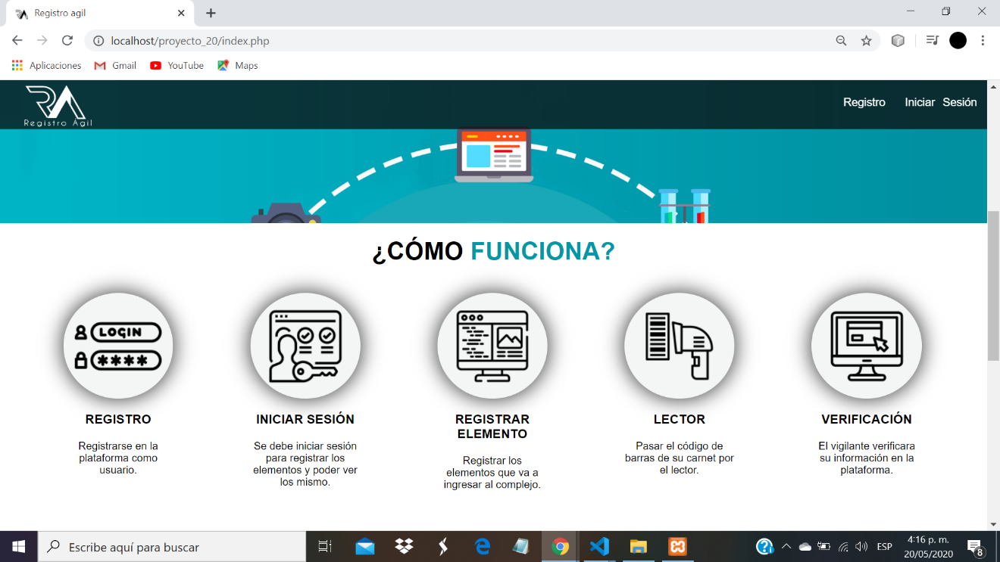 Registro agil
localhost/proyecto_20/index.php
Aplicaciones
Gmail
YouTube
Maps
RA
Registro Agil
Registro
Iniciar Sesión
¿CÓMO FUNCIONA?
LOGIN
****
REGISTRO
Registrarse en la
plataforma como
usuario.
INICIAR SESIÓN
Se debe iniciar sesión
para registrar los
elementos y poder ver
los mismo.
REGISTRAR
ELEMENTO
Registrar los
elementos que va a
ingresar al complejo.
LECTOR
Pasar el código de
barras de su carnet por
el lector.
VERIFICACIÓN
El vigilante verificara
su información en la
plataforma.
Escribe aquí para buscar
ESP
4:16 p. m.
20/05/2020
8